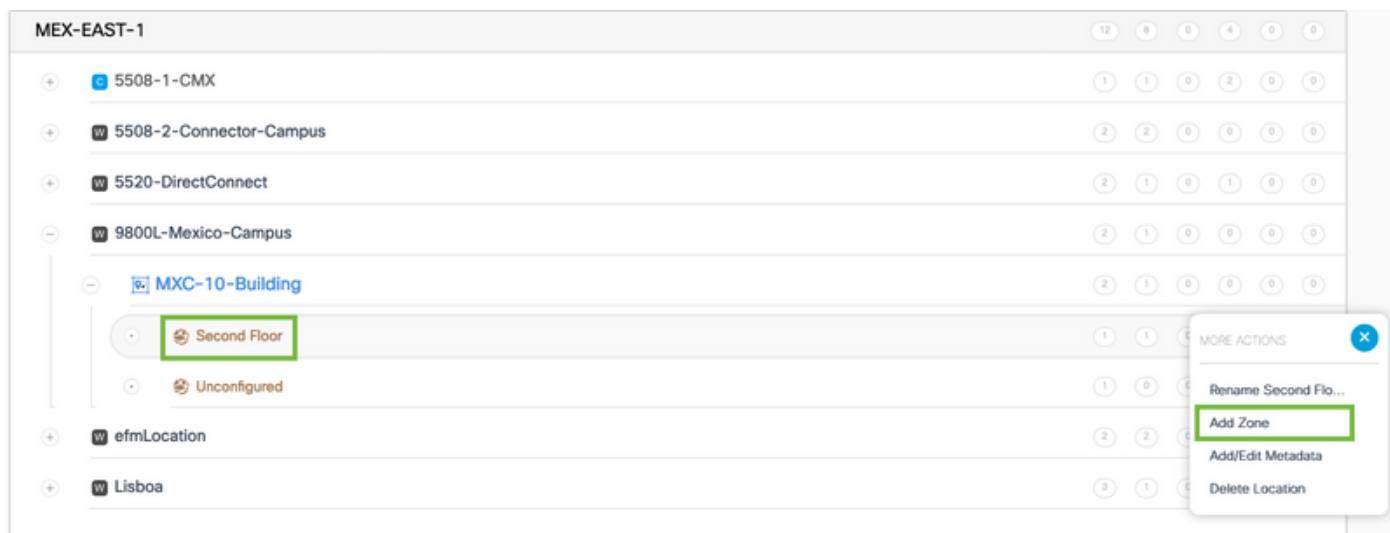 MEX-EAST-1 12 8 0 4 0 0
C 5508-1-CMX 1 1 0 2 0 0
W 5508-2-Connector-Campus 2 2 0 0 0 0
W 5520-DirectConnect 2 1 0 1 0 0
W 9800L-Mexico-Campus 2 1 0 0 0 0
MXC-10-Building 2 1 0 0 0 0
Second Floor 1 1
MORE ACTIONS
Rename Second Flo...
Unconfigured 1 0
Add Zone
W efmLocation 2 2
Add/Edit Metadata
W Lisboa 3 1
Delete Location